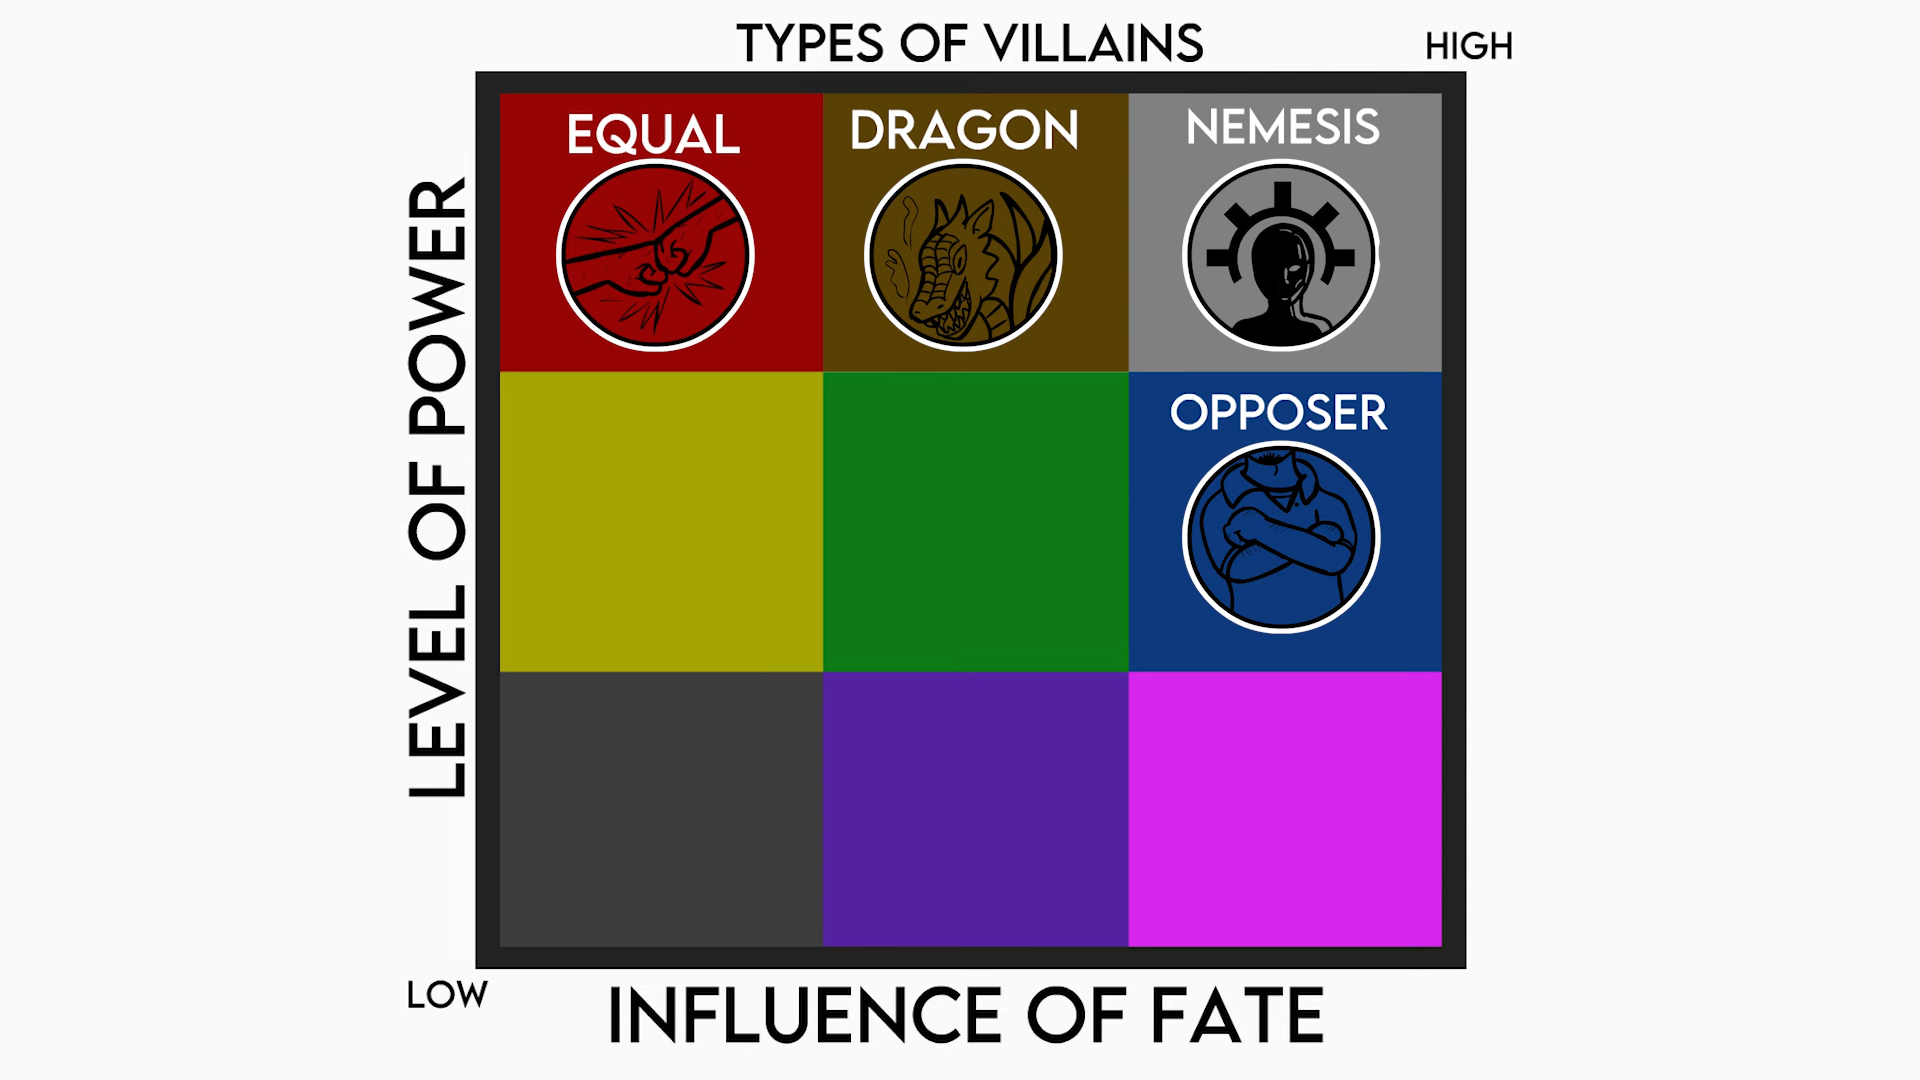 TYPES OF VILLAINS
HIGH
EQUAL
DRAGON
NEMESIS
OPPOSER
LEVEL OF POWER
LOW
INFLUENCE OF FATE